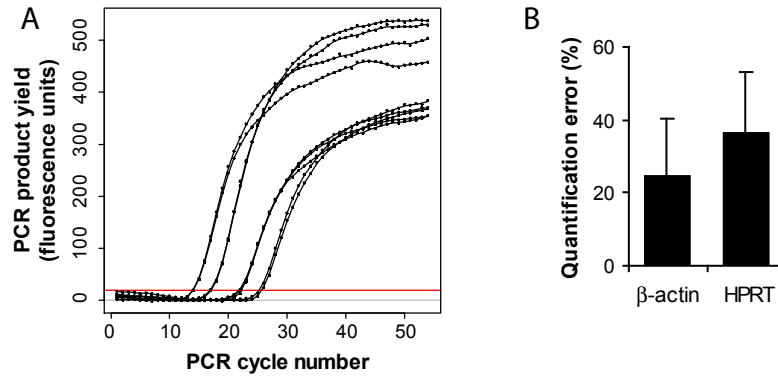 A
PCR product yield
(fluorescence units)
500
400
300
200
100
0
0 10 20 30 40 50
PCR cycle number
B
Quantification error (%)
60
40
20
0
β-actin HPRT